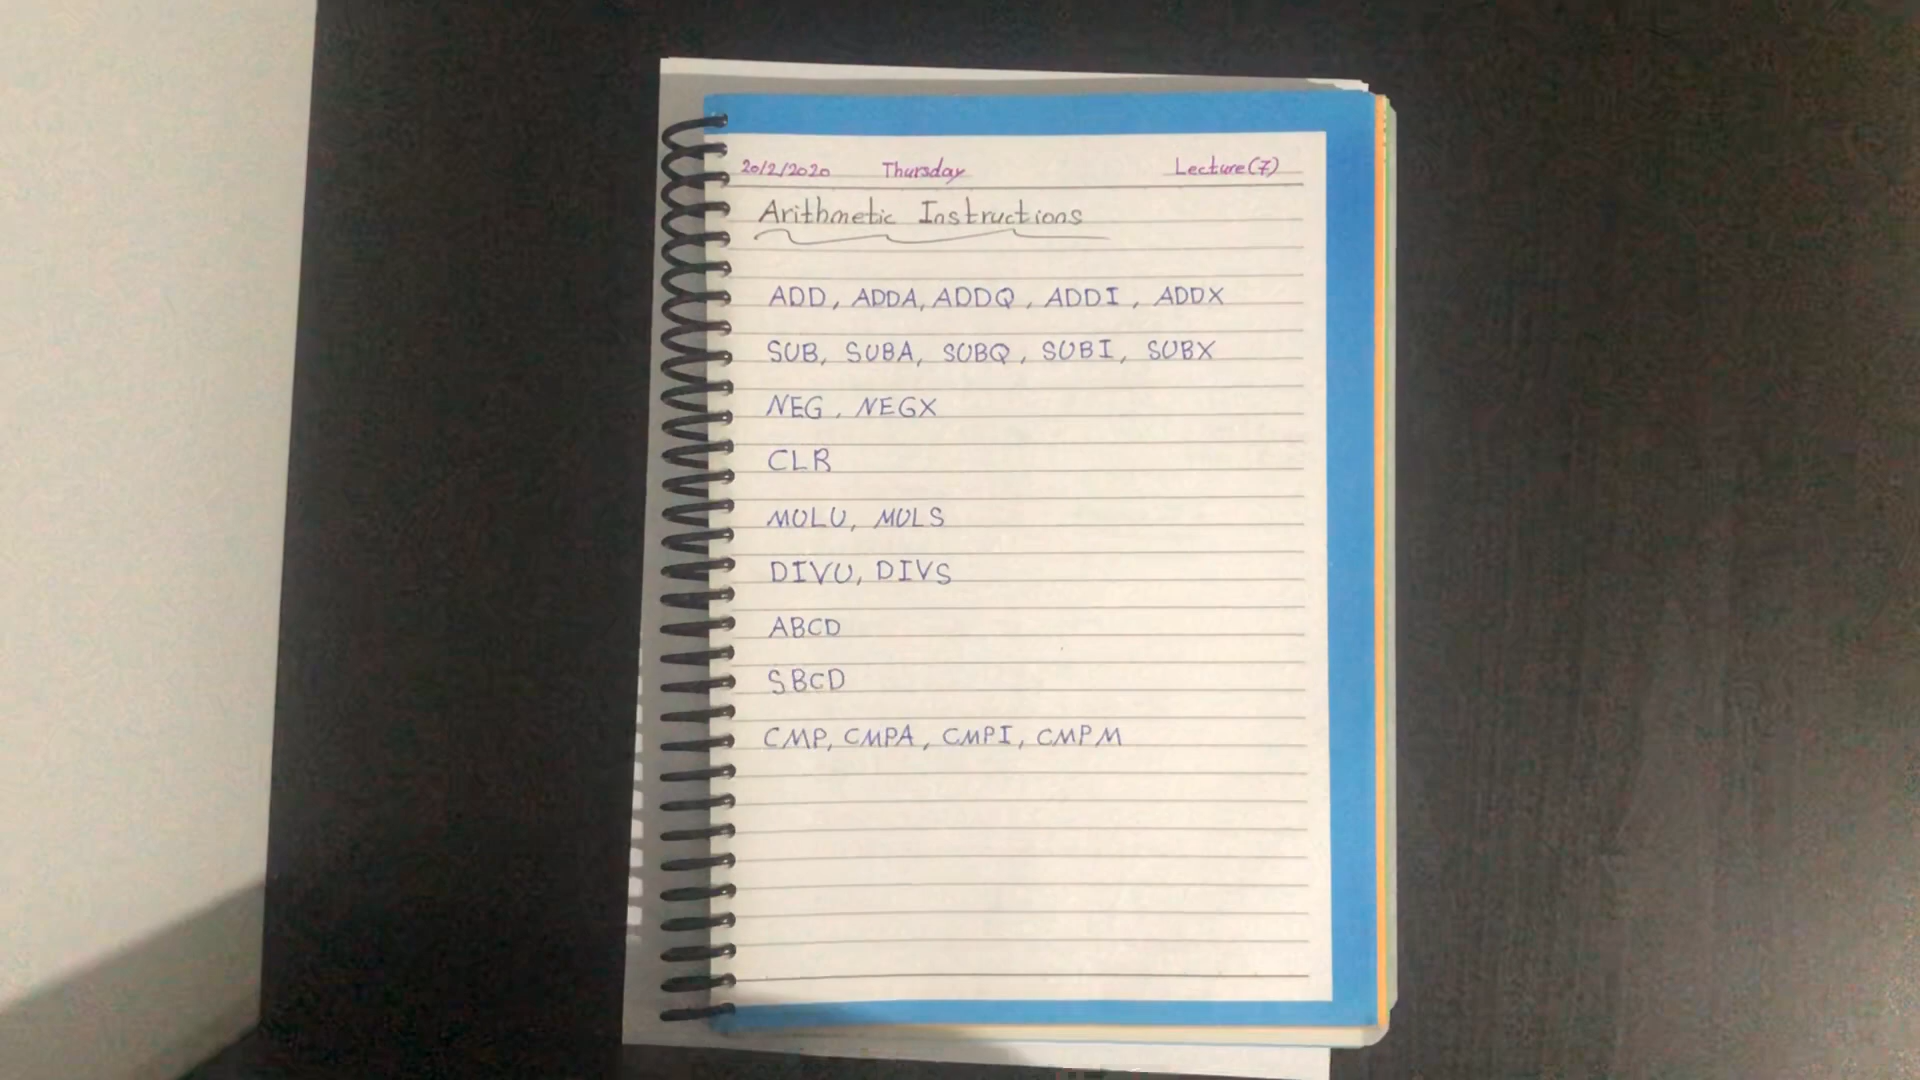 20/2/2020 Thursday Lecture(7)
Arithmetic Instructions
ADD, ADDA, ADDQ, ADDI, ADDX
SUB, SUBA, SUBQ, SUBI, SUBX
NEG, NEGX
CLR
MULU, MULS
DIVU, DIVS
ABCD
SBCD
CMP, CMPA, CMPI, CMPM